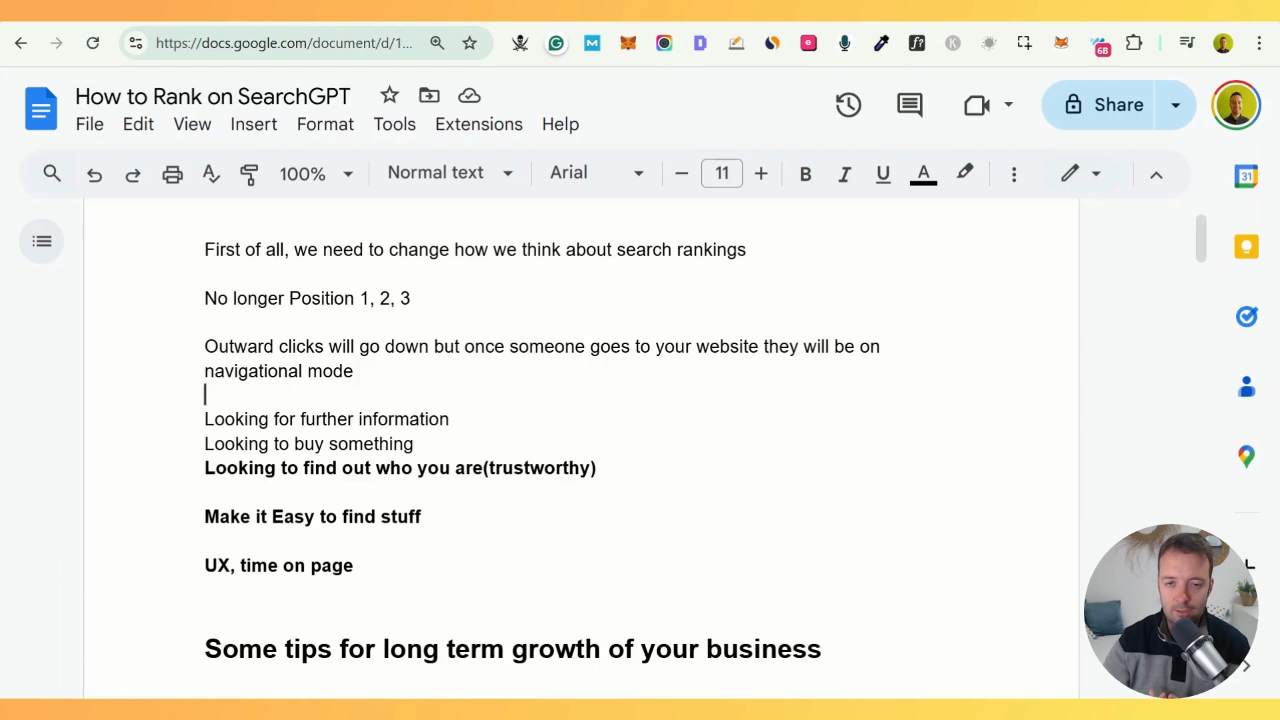 https://docs.google.com/document/d/1...
6B
How to Rank on SearchGPT
File Edit View Insert Format Tools Extensions Help
Share
100% Normal text Arial 11 B I U A
31
First of all, we need to change how we think about search rankings
No longer Position 1, 2, 3
Outward clicks will go down but once someone goes to your website they will be on
navigational mode
Looking for further information
Looking to buy something
Looking to find out who you are(trustworthy)
Make it Easy to find stuff
UX, time on page
Some tips for long term growth of your business